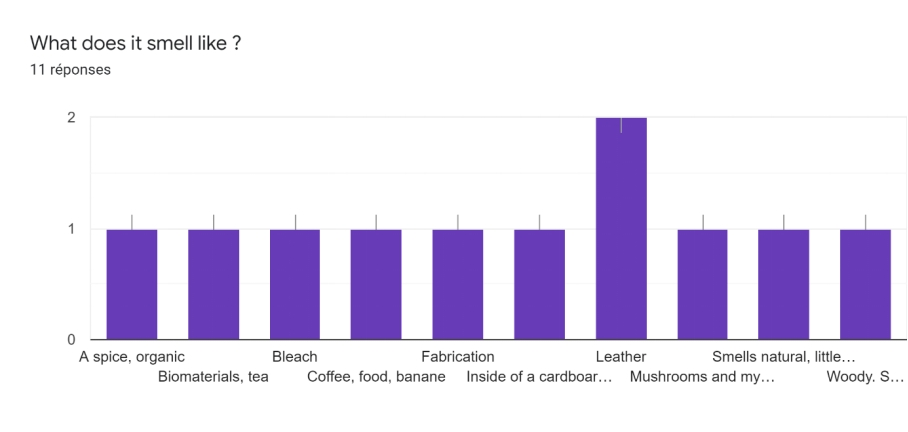 What does it smell like ?
11 réponses
2
1
0
A spice, organic
Biomaterials, tea
Bleach
Coffee, food, banane
Fabrication
Inside of a cardboar…
Leather
Mushrooms and my…
Smells natural, little…
Woody. S…